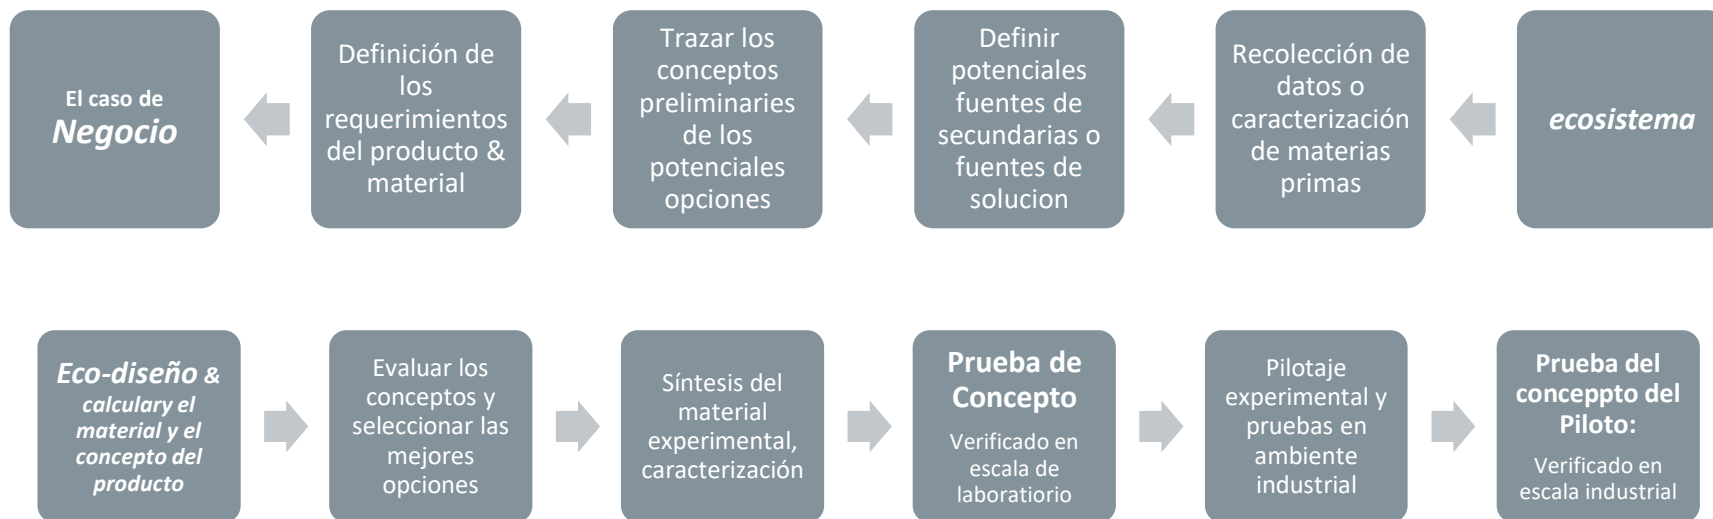 El caso de
Negocio
Definición de
los
requerimientos
del producto &
material
Trazar los
conceptos
preliminaries
de los
potenciales
opciones
Definir
potenciales
fuentes de
secundarias o
fuentes de
solucion
Recolección de
datos o
caracterización
de materias
primas
ecosistema
Eco-diseño &
calculary el
material y el
concepto del
producto
Evaluar los
conceptos y
seleccionar las
mejores
opciones
Síntesis del
material
experimental,
caracterización
Prueba de
Concepto
Verificado en
escala de
laboratiorio
Pilotaje
experimental y
pruebas en
ambiente
industrial
Prueba del
conceppto del
Piloto:
Verificado en
escala industrial